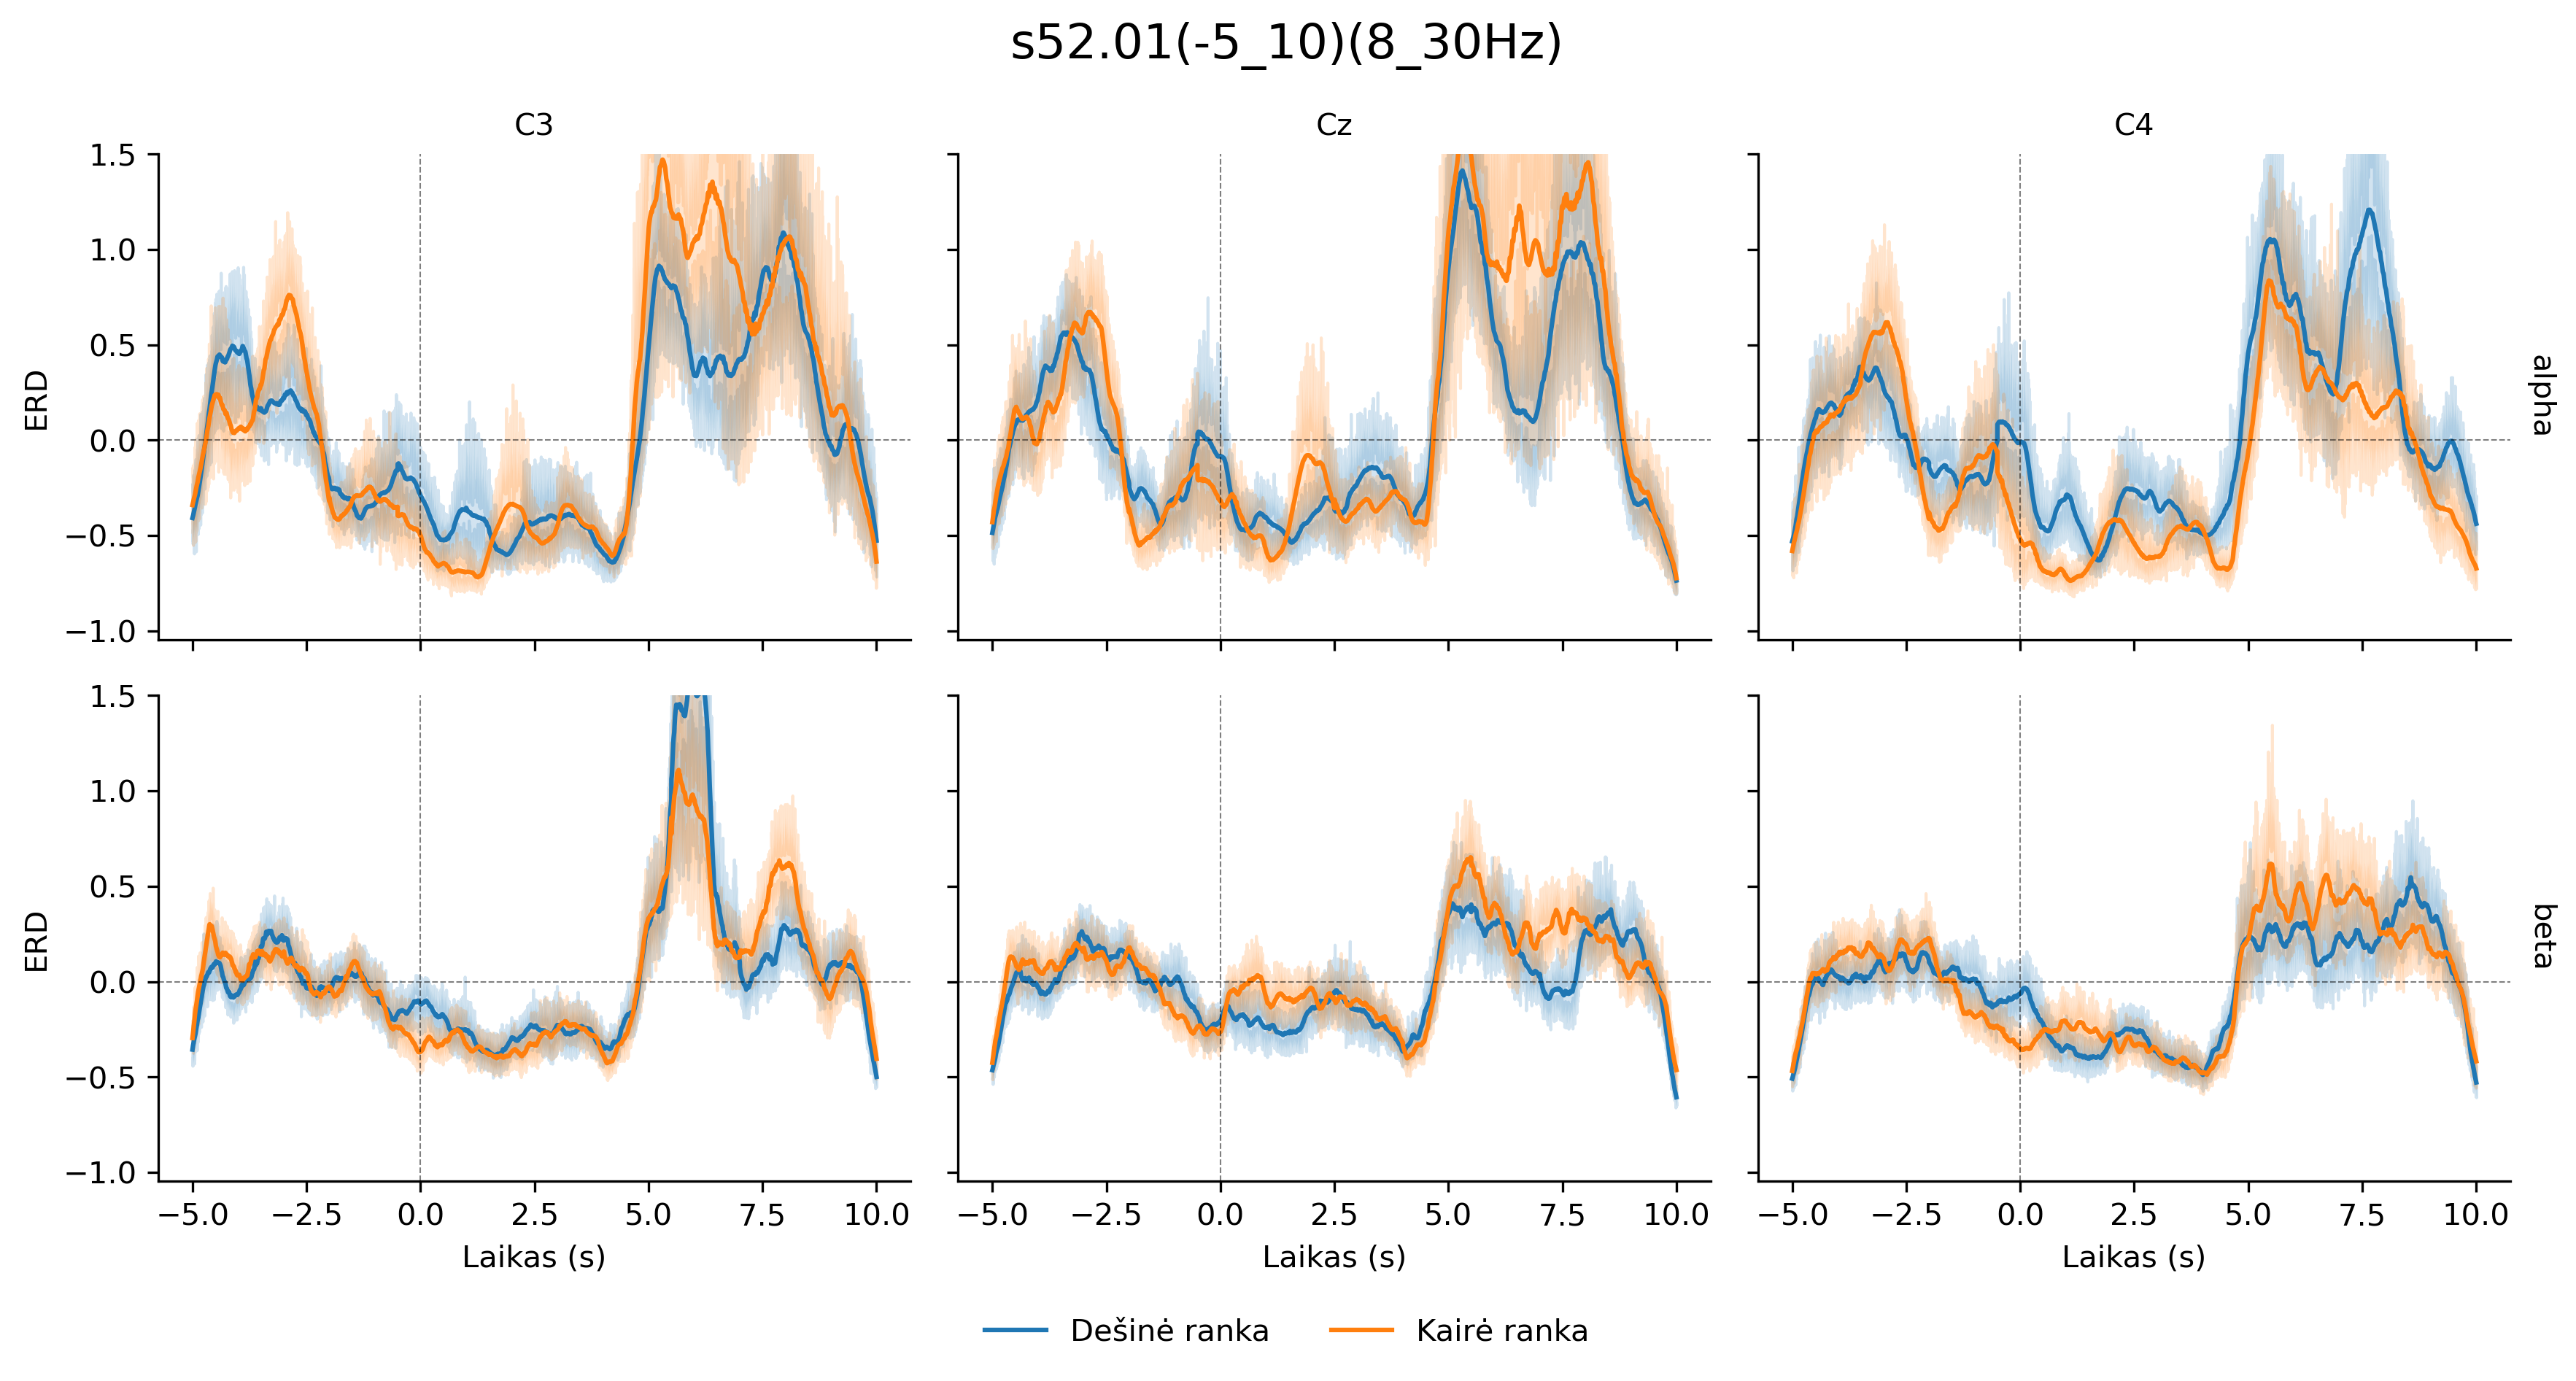 s52.01(-5_10)(8_30Hz)
C3 Cz C4
1.5
1.0
0.5
0.0
−0.5
−1.0
ERD
alpha
1.5
1.0
0.5
0.0
−0.5
−1.0
ERD
beta
−5.0 −2.5 0.0 2.5 5.0 7.5 10.0 −5.0 −2.5 0.0 2.5 5.0 7.5 10.0 −5.0 −2.5 0.0 2.5 5.0 7.5 10.0
Laikas (s) Laikas (s) Laikas (s)
Dešinė ranka Kairė ranka